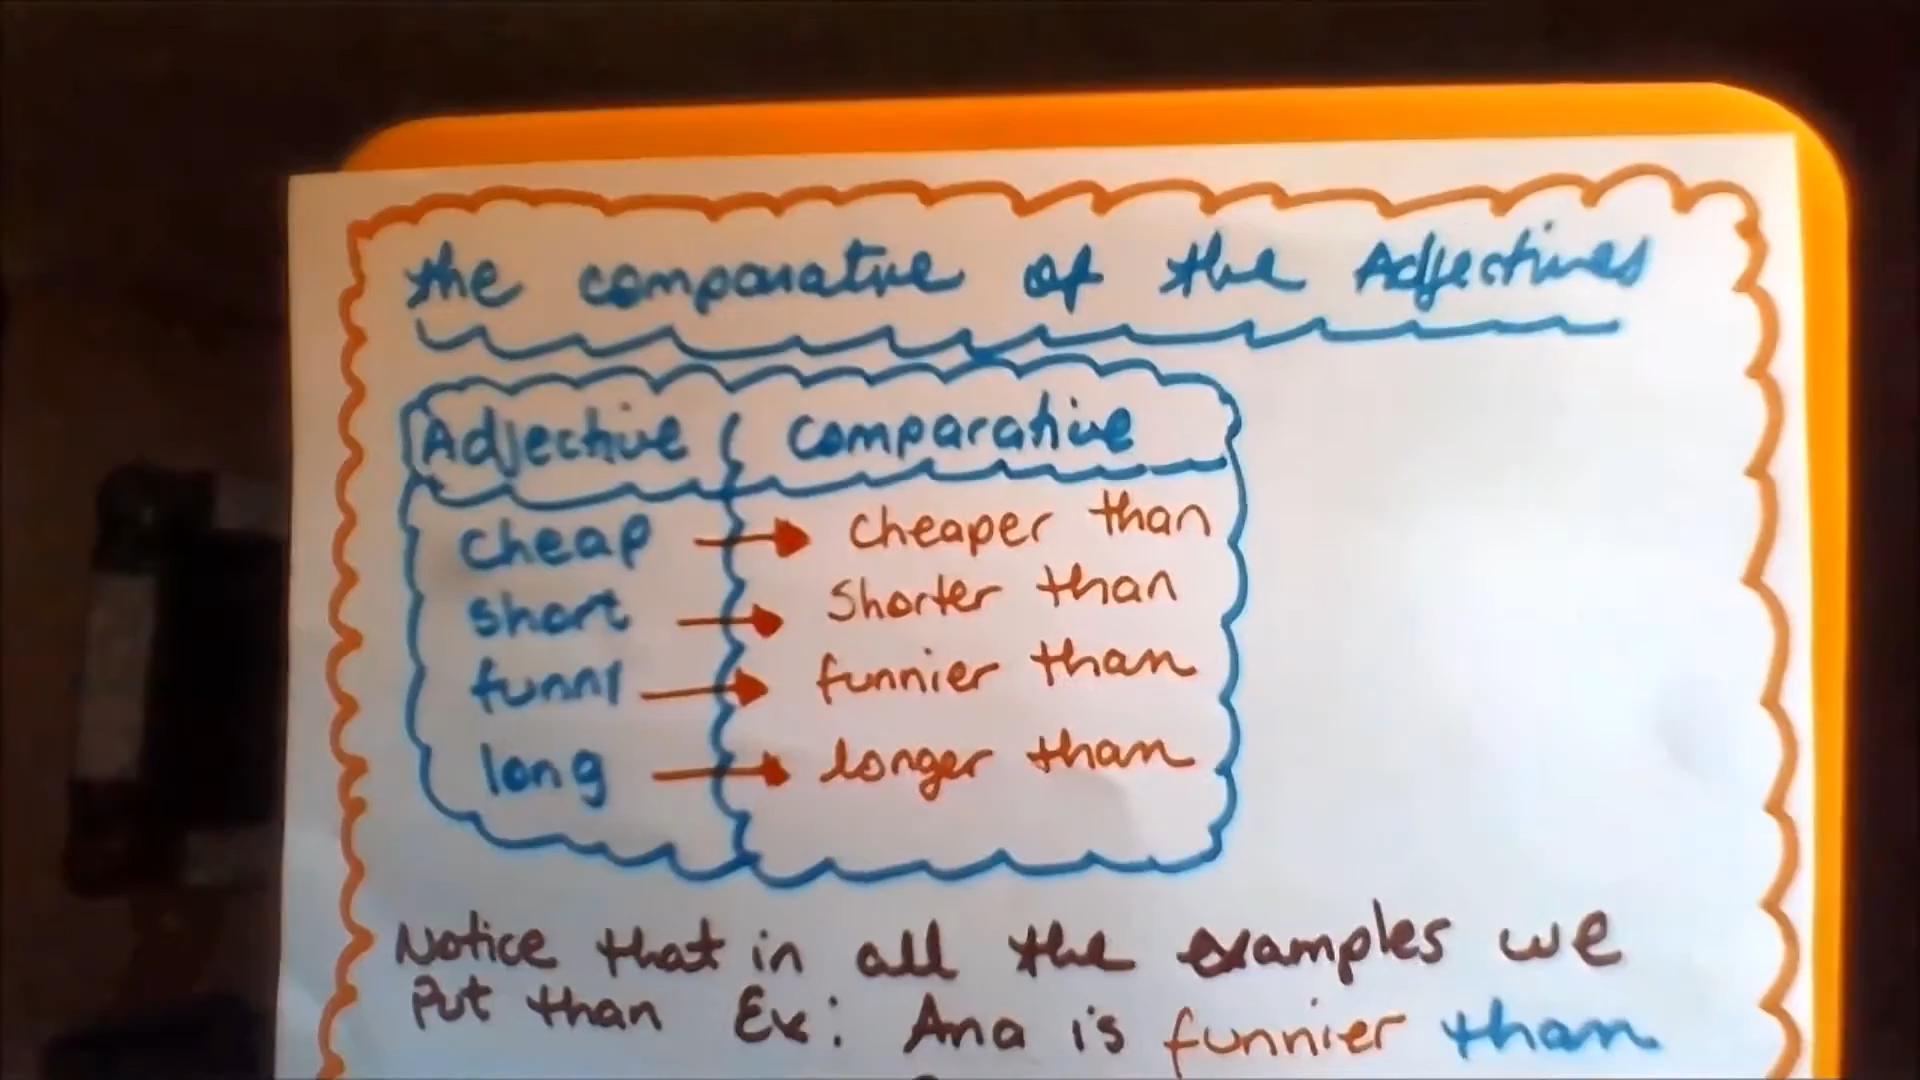 the comparative of the Adjectives
Adjective comparative
cheap cheaper than
short shorter than
funny funnier than
long longer than
Notice that in all the examples we
Put than Ex: Ana is funnier than